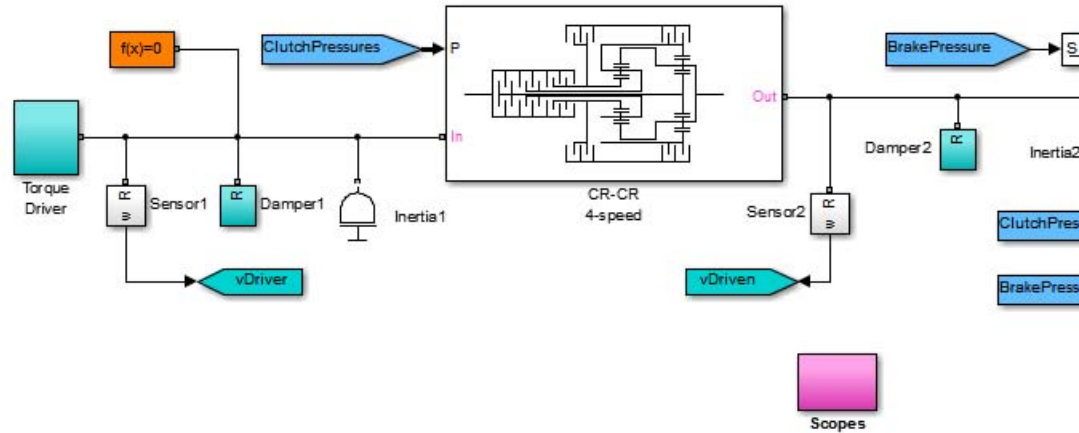 f(x)=0
ClutchPressures
P
BrakePressure
S
Out
In
Torque
Driver
w R
Sensor1
R
Damper1
Inertia1
CR-CR
4-speed
Sensor2
w R
Damper2
R
Inertia2
ClutchPres
vDriver
vDriven
BrakePress
Scopes